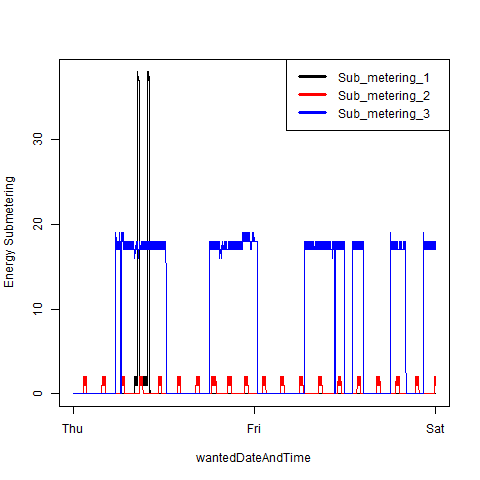 Sub_metering_1
Sub_metering_2
Sub_metering_3
30
20
10
0
Energy Submetering
Thu
Fri
Sat
wantedDateAndTime